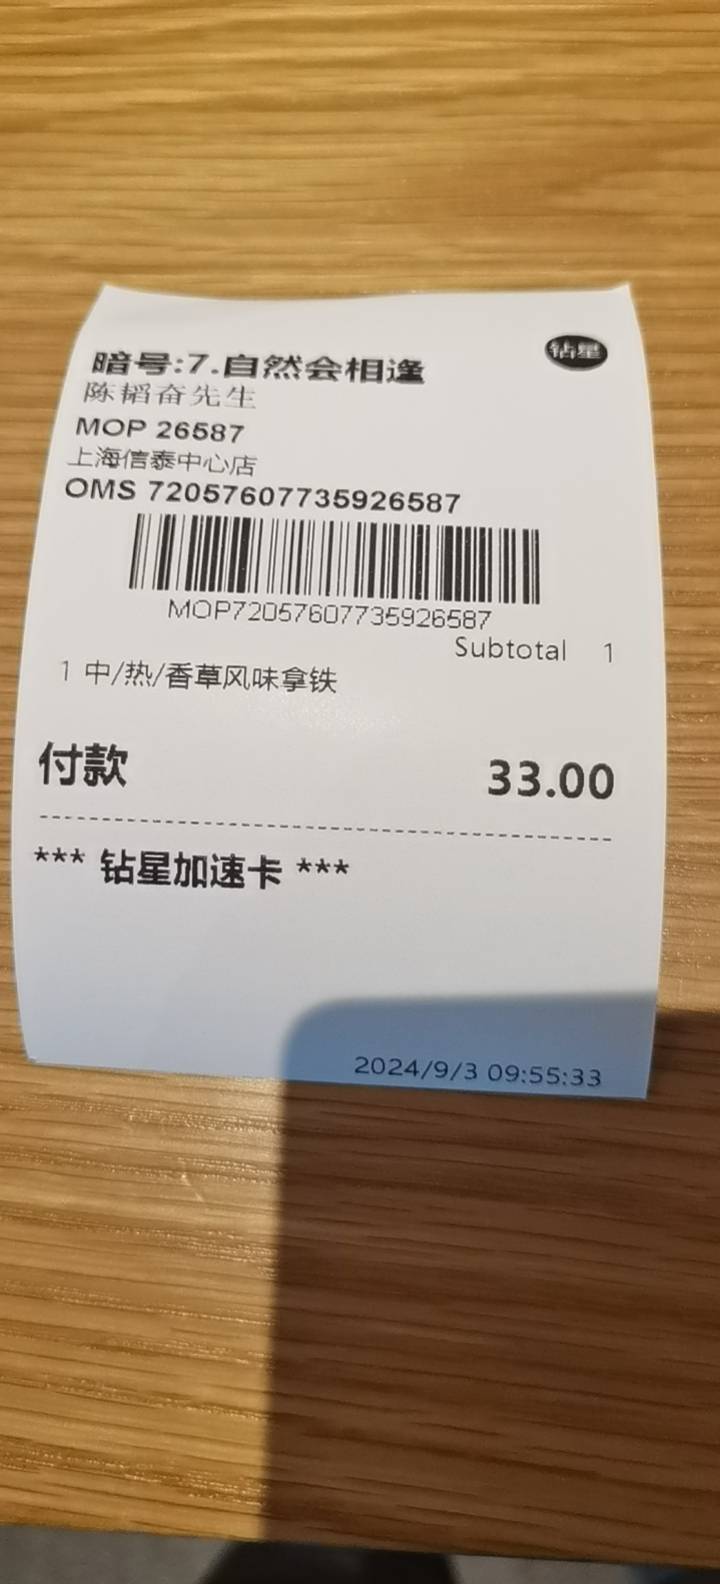 钻星
暗号:7.自然会相逢
陈韬奋先生
MOP 26587
上海信泰中心店
OMS 72057607735926587
MOP72057607735926587
Subtotal 1
1 中/热/香草风味拿铁
付款 33.00
*** 钻星加速卡 ***
2024/9/3 09:55:33